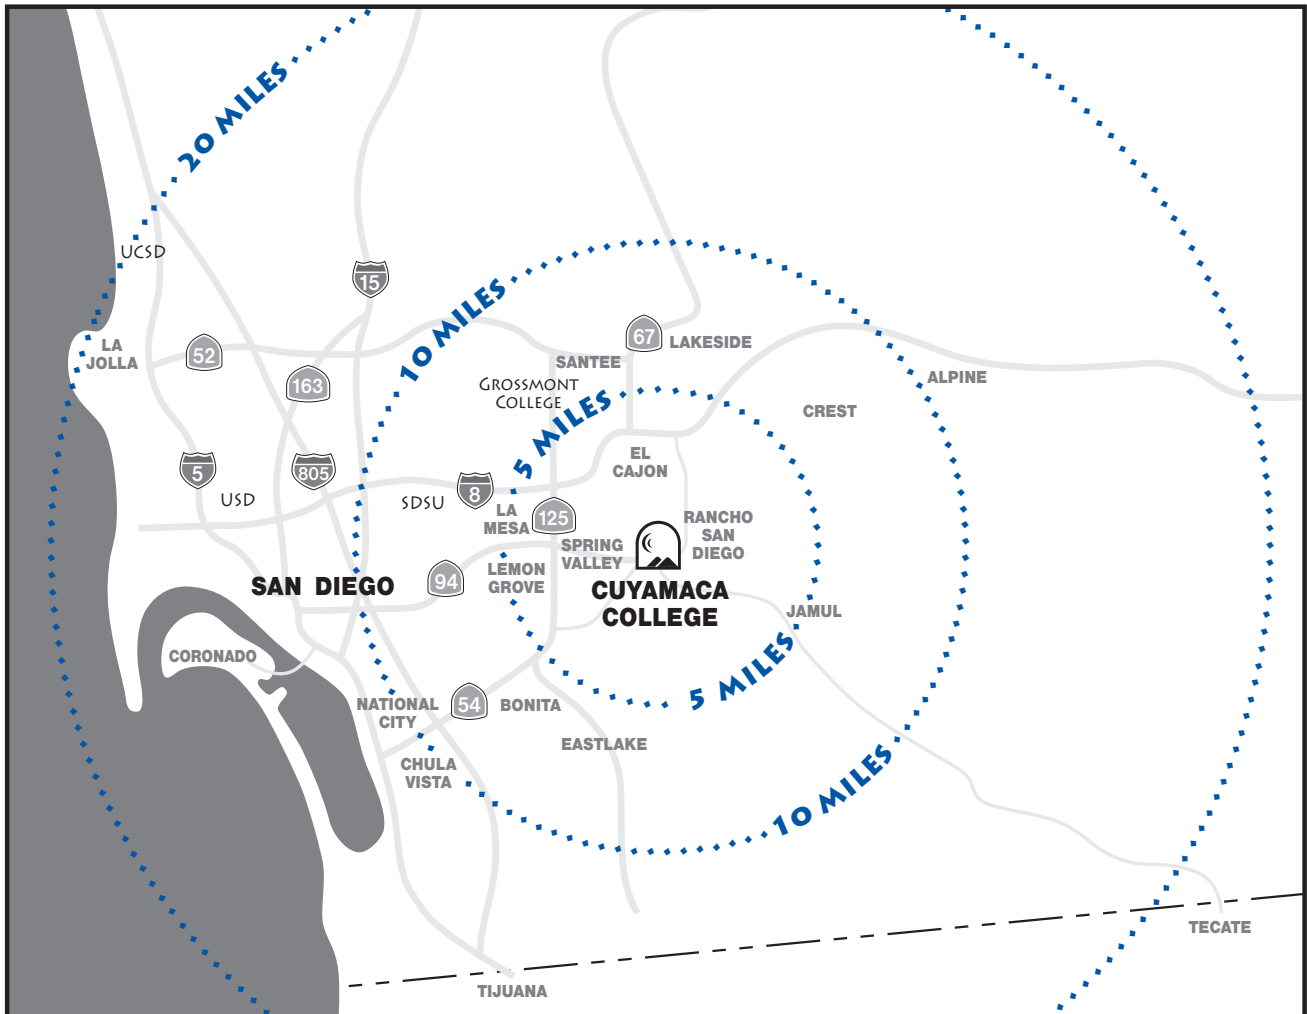 20 MILES
UCSD
15
10 MILES
67
LAKESIDE
LA
JOLLA
52
SANTEE
163
GROSSMONT
COLLEGE
ALPINE
5 MILES
CREST
5
805
EL
CAJON
USD
SDSU
8
LA
MESA
125
RANCHO
SAN
DIEGO
SPRING
VALLEY
SAN DIEGO
94
LEMON
GROVE
CUYAMACA
COLLEGE
JAMUL
CORONADO
5 MILES
NATIONAL
CITY
54
BONITA
EASTLAKE
CHULA
VISTA
10 MILES
TECATE
TIJUANA